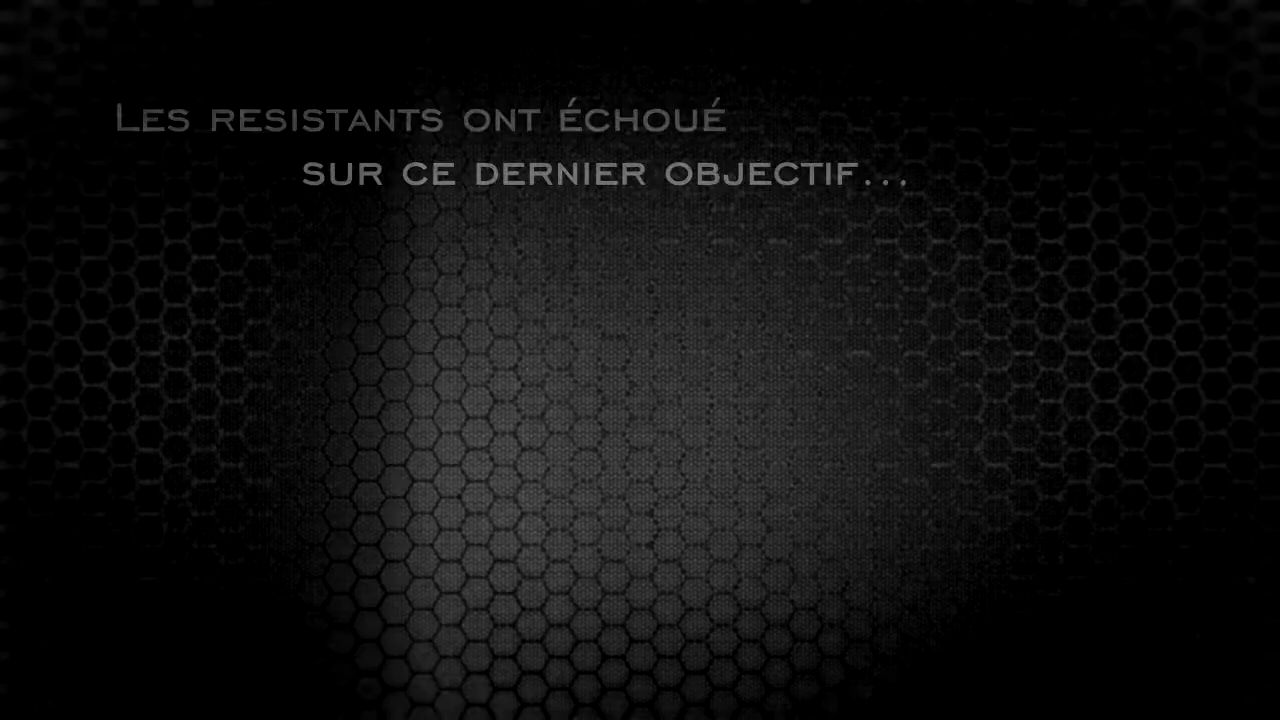 Les resistants ont échoué
sur ce dernier objectif...